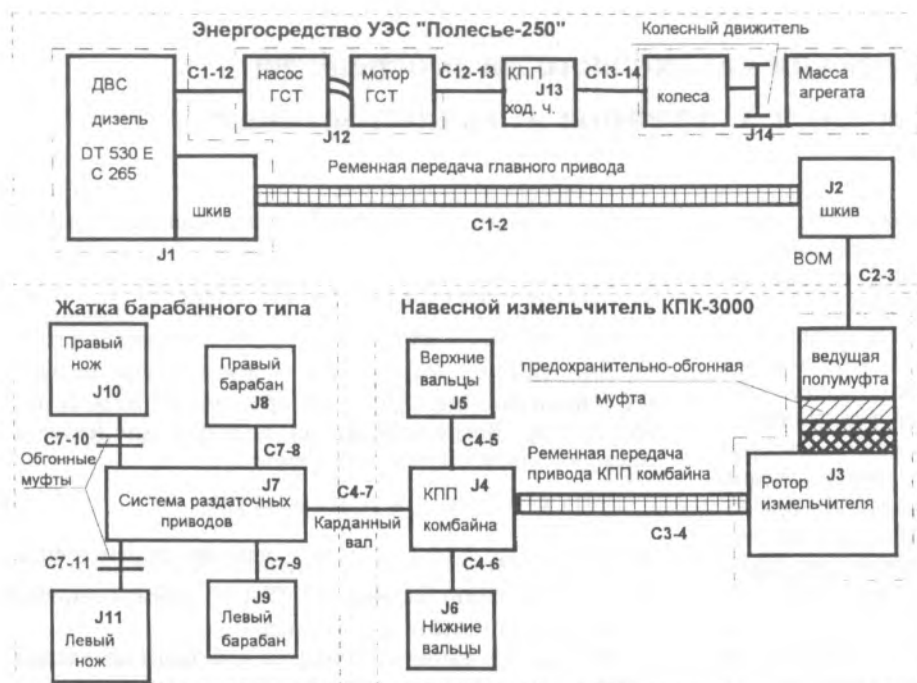 Энергосредство УЭС "Полесье-250"
Колесный движитель
ДВС
дизель
DT 530 E
C 265
C1-12
насос
ГСТ
мотор
ГСТ
J12
C12-13
КПП
J13
ход. ч.
C13-14
колеса
J14
Масса
агрегата
шкив
J1
Ременная передача главного привода
C1-2
J2
шкив
ВОМ
C2-3
Жатка барабанного типа
Навесной измельчитель КПК-3000
Правый
нож
J10
Правый
барабан
J8
Верхние
вальцы
J5
предохранительно-обгонная
муфта
ведущая
полумуфта
C7-10
Обгонные
муфты
C7-8
C4-5
J7
Система раздаточных
приводов
C4-7
Карданный
вал
J4
КПП
комбайна
Ременная передача
привода КПП комбайна
C3-4
J3
Ротор
измельчителя
C7-11
C7-9
C4-6
J11
Левый
нож
J9
Левый
барабан
J6
Нижние
вальцы